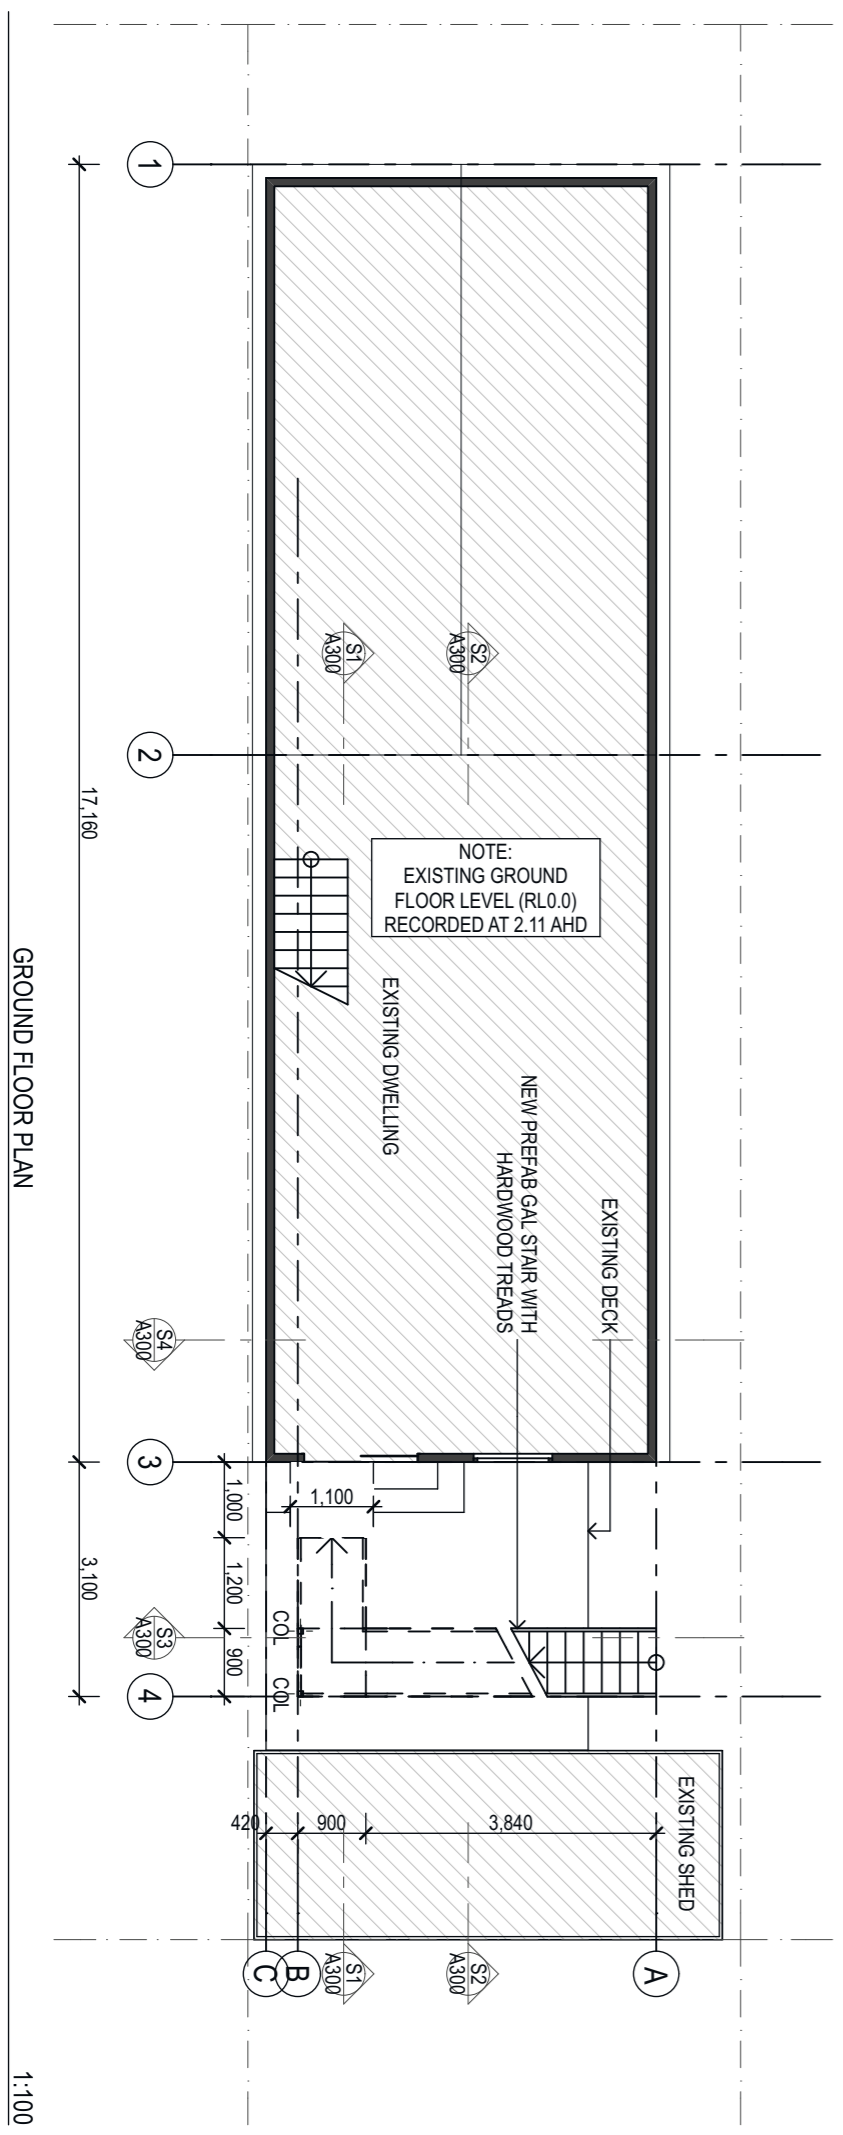 1
2
3
4
17,160
3,100
1,000
1,200
900
1,100
S1
A300
S2
A300
NOTE:
EXISTING GROUND
FLOOR LEVEL (RL0.0)
RECORDED AT 2.11 AHD
EXISTING DWELLING
NEW PREFAB GAL STAIR WITH
HARDWOOD TREADS
EXISTING DECK
S4
A300
S3
A300
COL
COL
EXISTING SHED
420
900
3,840
C
B
S1
A300
S2
A300
A
GROUND FLOOR PLAN
1:100